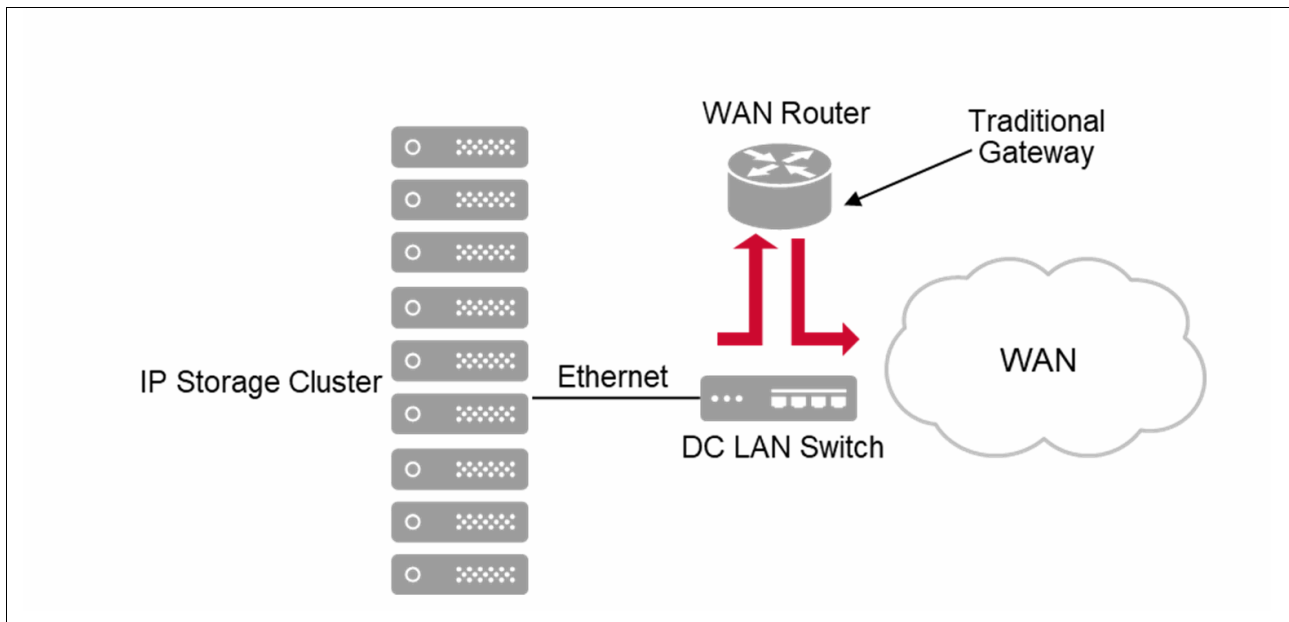 WAN Router
Traditional
Gateway
IP Storage Cluster
Ethernet
WAN
DC LAN Switch